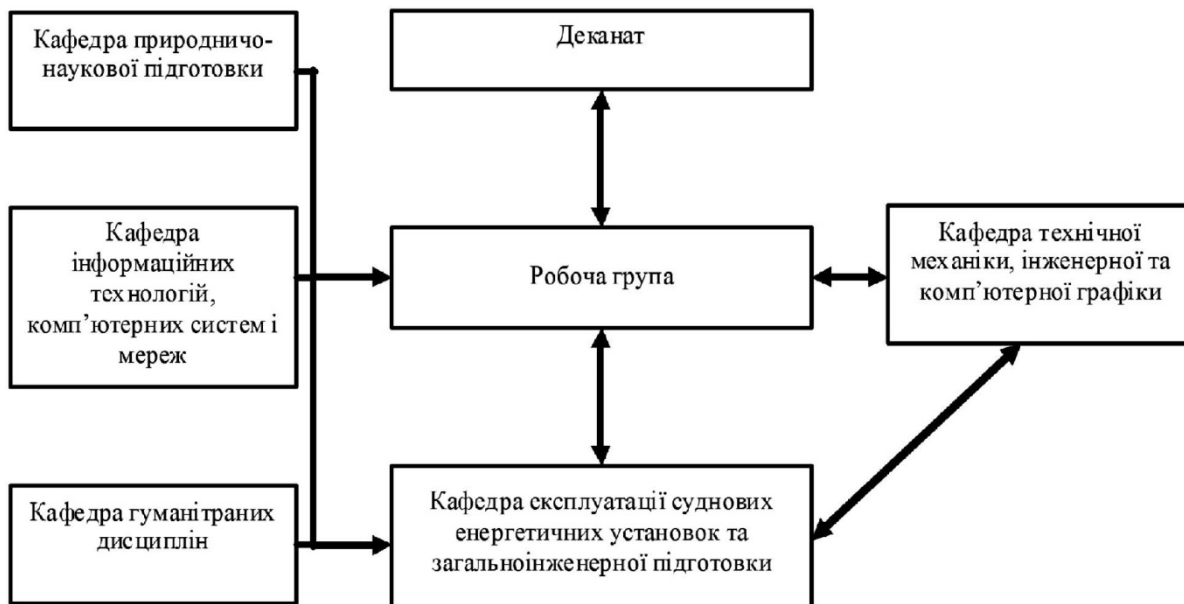 Кафедра природничо-
наукової підготовки
Деканат
Кафедра
інформаційних
технологій,
комп’ютерних систем і
мереж
Робоча група
Кафедра технічної
механіки, інженерної та
комп’ютерної графіки
Кафедра гуманітраних
дисциплін
Кафедра експлуатації суднових
енергетичних установок та
загальноінженерної підготовки